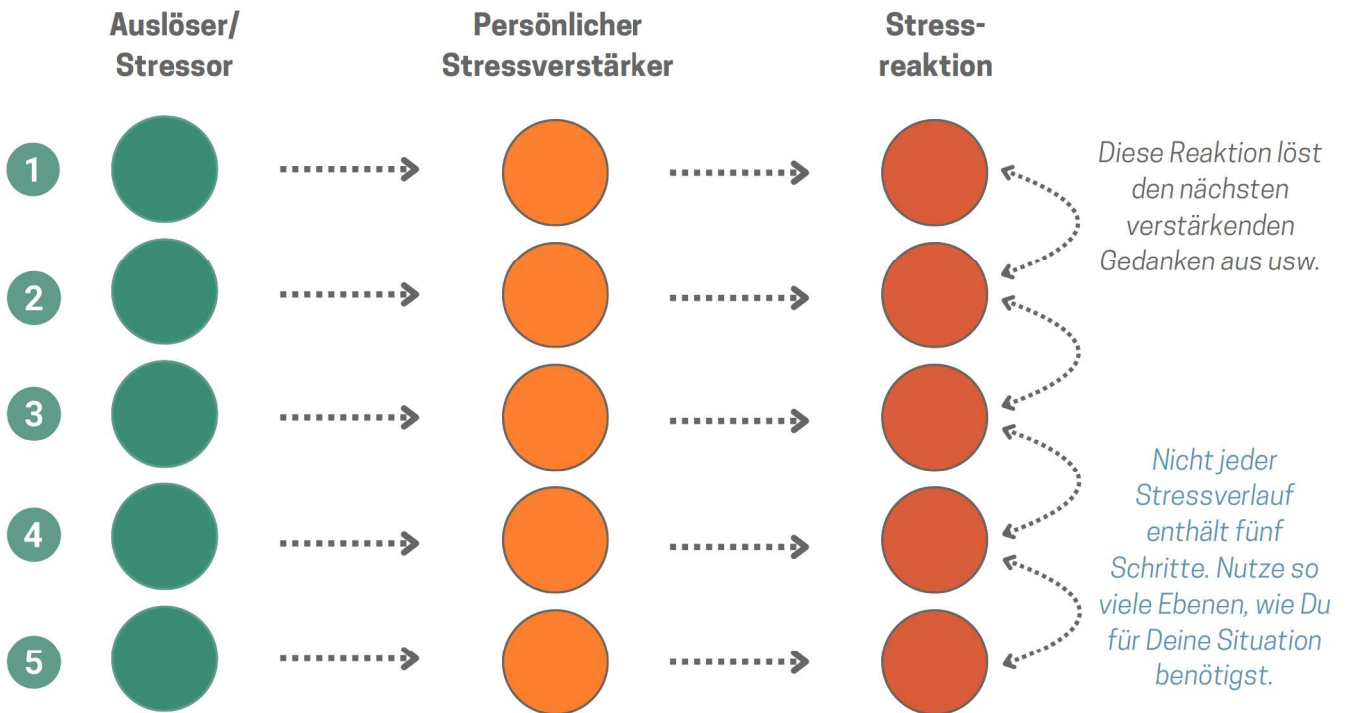 Auslöser/
Stressor
Persönlicher
Stressverstärker
Stress-
reaktion
1
2
3
4
5
Diese Reaktion löst
den nächsten
verstärkenden
Gedanken aus usw.
Nicht jeder
Stressverlauf
enthält fünf
Schritte. Nutze so
viele Ebenen, wie Du
für Deine Situation
benötigst.